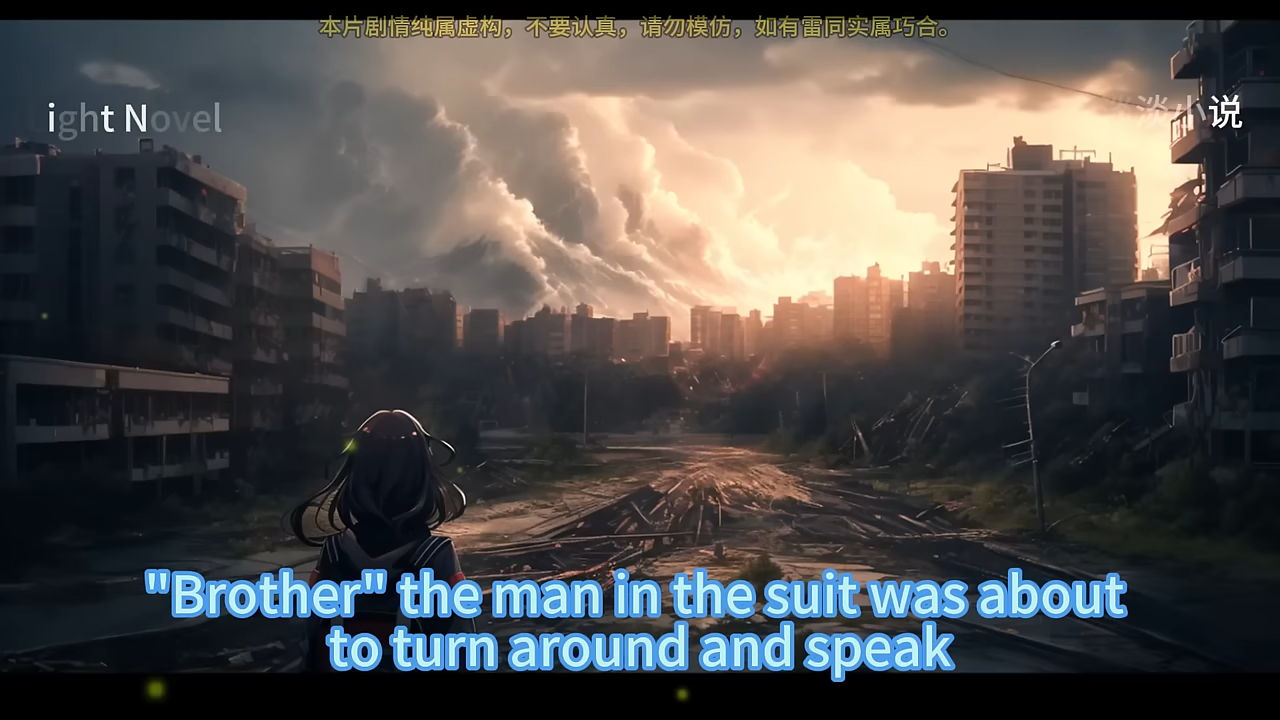 本片剧情纯属虚构，不要认真，请勿模仿，如有雷同实属巧合。
ight Novel
淡小说
"Brother" the man in the suit was about
to turn around and speak